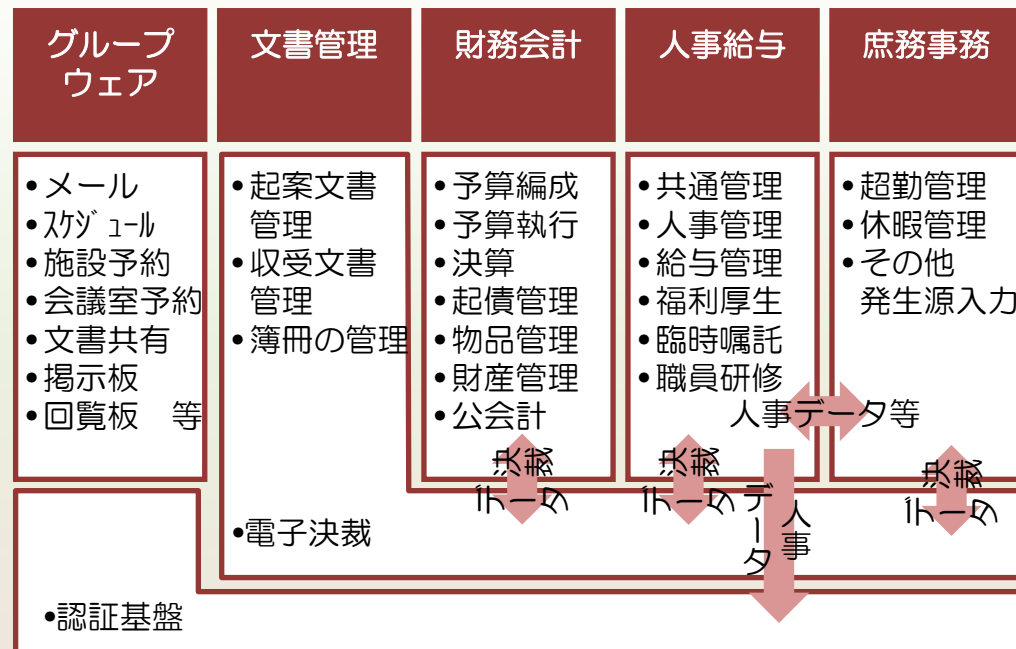 グループ
ウェア
文書管理
財務会計
人事給与
庶務事務
•メール
•ｽｹｼﾞｭｰﾙ
•施設予約
•会議室予約
•文書共有
•掲示板
•回覧板　等
•起案文書
管理
•収受文書
管理
•簿冊の管理
•予算編成
•予算執行
•決算
•起債管理
•物品管理
•財産管理
•公会計
•共通管理
•人事管理
•給与管理
•福利厚生
•臨時嘱託
•職員研修
•超勤管理
•休暇管理
•その他
発生源入力
人事データ等
決裁
データ
決裁
データ
人事
データ
決裁
データ
•電子決裁
•認証基盤